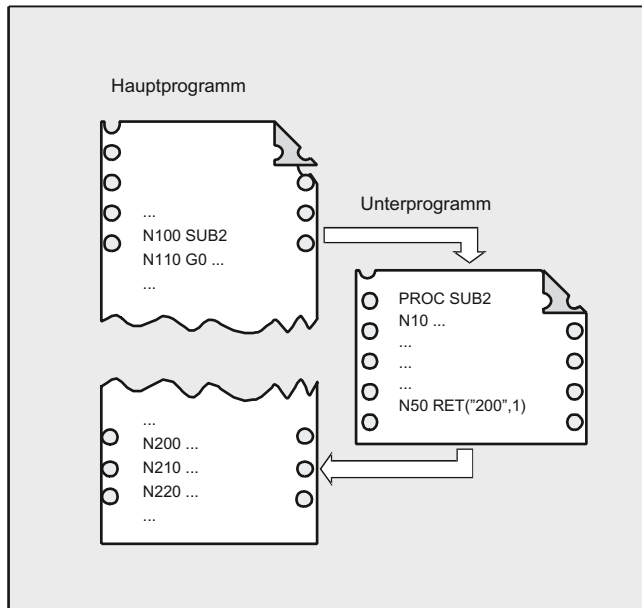 Hauptprogramm
...
N100 SUB2
N110 G0 ...
...
Unterprogramm
PROC SUB2
N10 ...
...
...
...
N50 RET("200",1)
...
N200 ...
N210 ...
N220 ...
...